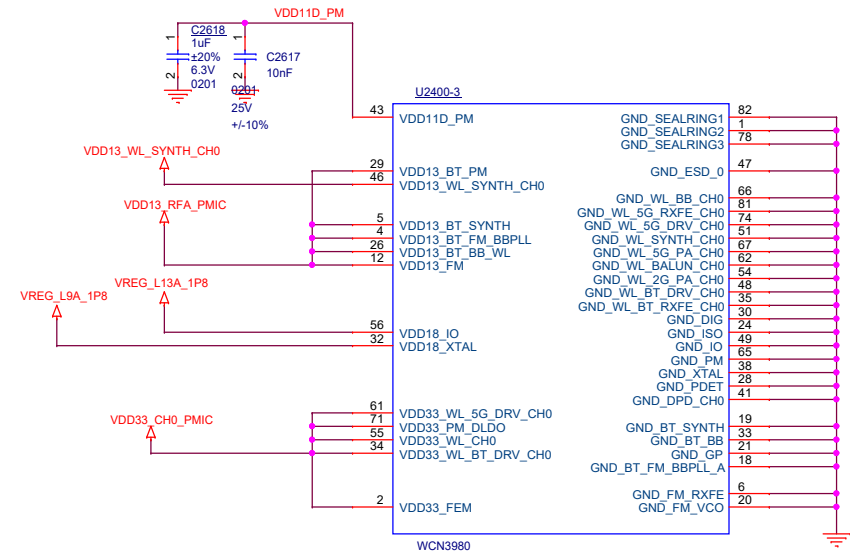 VDD11D_PM
1
C2618
1uF
±20%
6.3V
0201
2
1
C2617
10nF
2
0201
25V
+/-10%
U2400-3
43
VDD11D_PM
GND_SEALRING1
82
GND_SEALRING2
1
GND_SEALRING3
78
VDD13_WL_SYNTH_CH0
29
VDD13_BT_PM
GND_ESD_0
47
46
VDD13_WL_SYNTH_CH0
VDD13_RFA_PMIC
GND_WL_BB_CH0
66
GND_WL_5G_RXFE_CH0
81
5
VDD13_BT_SYNTH
GND_WL_5G_DRV_CH0
74
4
VDD13_BT_FM_BBPLL
GND_WL_SYNTH_CH0
51
26
VDD13_BT_BB_WL
GND_WL_5G_PA_CH0
67
12
VDD13_FM
GND_WL_BALUN_CH0
62
GND_WL_2G_PA_CH0
54
VREG_L9A_1P8
VREG_L13A_1P8
GND_WL_BT_DRV_CH0
48
GND_WL_BT_RXFE_CH0
35
GND_DIG
30
56
VDD18_IO
GND_ISO
24
32
VDD18_XTAL
GND_IO
49
GND_PM
65
GND_XTAL
38
GND_PDET
28
GND_DPD_CH0
41
VDD33_CH0_PMIC
61
VDD33_WL_5G_DRV_CH0
71
VDD33_PM_DLDO
GND_BT_SYNTH
19
55
VDD33_WL_CH0
GND_BT_BB
33
34
VDD33_WL_BT_DRV_CH0
GND_GP
21
GND_BT_FM_BBPLL_A
18
GND_FM_RXFE
6
2
VDD33_FEM
GND_FM_VCO
20
WCN3980